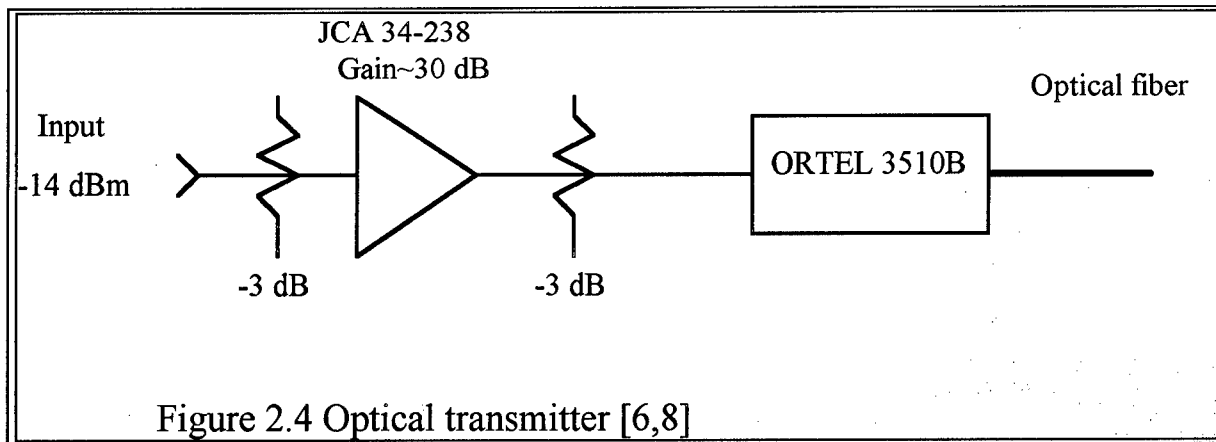 JCA 34-238
Gain~30 dB
Optical fiber
Input
-14 dBm
ORTEL 3510B
-3 dB
-3 dB
Figure 2.4 Optical transmitter [6,8]